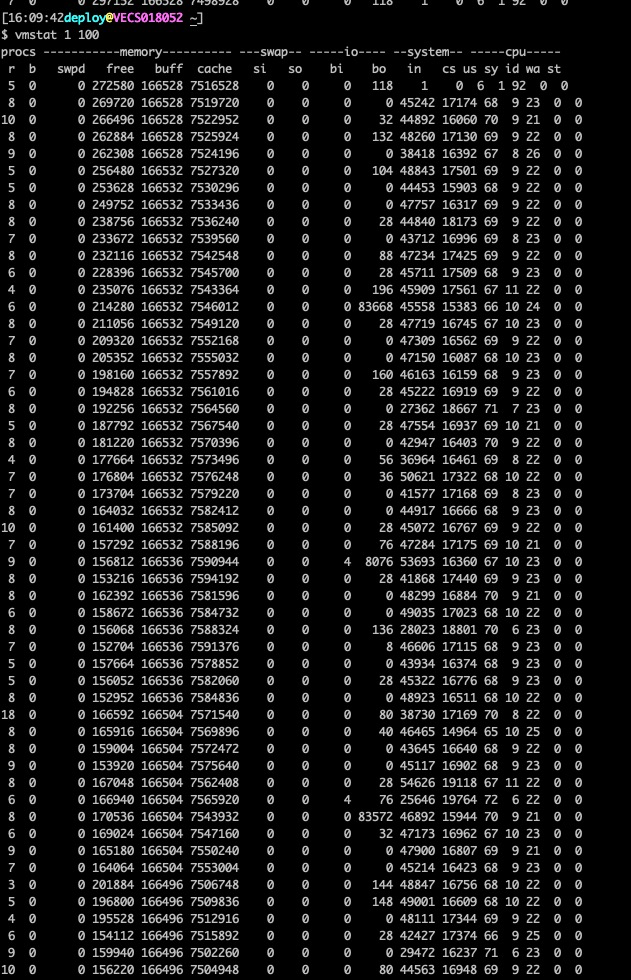 [16:09:42deploy@VECS018052 ~]
$ vmstat 1 100
procs -----------memory---------- ---swap-- -----io---- --system-- -----cpu-----
 r  b   swpd   free   buff  cache   si   so    bi    bo   in   cs us sy id wa st
 5  0      0 272580 166528 7516528    0    0     0   118    1    0  6  1 92  0  0
 8  0      0 269720 166528 7519720    0    0     0     0 45242 17174 68  9 23  0  0
10  0      0 266496 166528 7522952    0    0     0    32 44892 16060 70  9 21  0  0
 8  0      0 262884 166528 7525924    0    0     0   132 48260 17130 69  9 22  0  0
 9  0      0 262308 166528 7524196    0    0     0     0 38418 16392 67  8 26  0  0
 5  0      0 256480 166532 7527320    0    0     0   104 48843 17501 69  9 22  0  0
 5  0      0 253628 166532 7530296    0    0     0     0 44453 15903 68  9 22  0  0
 8  0      0 249752 166532 7533436    0    0     0     0 47757 16317 69  9 22  0  0
 8  0      0 238756 166532 7536240    0    0     0    28 44840 18173 69  9 22  0  0
 7  0      0 233672 166532 7539560    0    0     0     0 43712 16996 69  8 23  0  0
 8  0      0 232116 166532 7542548    0    0     0    88 47234 17425 69  9 22  0  0
 6  0      0 228396 166532 7545700    0    0     0    28 45711 17509 68  9 23  0  0
 4  0      0 235076 166532 7543364    0    0     0   196 45909 17561 67 11 22  0  0
 6  0      0 214280 166532 7546012    0    0     0 83668 45558 15383 66 10 24  0  0
 8  0      0 211056 166532 7549120    0    0     0    28 47719 16745 67 10 23  0  0
 7  0      0 209320 166532 7552168    0    0     0     0 47309 16562 69  9 22  0  0
 8  0      0 205352 166532 7555032    0    0     0     0 47150 16087 68 10 23  0  0
 7  0      0 198160 166532 7557892    0    0     0   160 46163 16159 68  9 23  0  0
 6  0      0 194828 166532 7561016    0    0     0    28 45222 16919 69  9 22  0  0
 8  0      0 192256 166532 7564560    0    0     0     0 27362 18667 71  7 23  0  0
 5  0      0 187792 166532 7567540    0    0     0    28 47554 16937 69 10 21  0  0
 8  0      0 181220 166532 7570396    0    0     0     0 42947 16403 70  9 22  0  0
 4  0      0 177664 166532 7573496    0    0     0    56 36964 16461 69  8 22  0  0
 7  0      0 176804 166532 7576248    0    0     0    36 50621 17322 68 10 22  0  0
 7  0      0 173704 166532 7579220    0    0     0     0 41577 17168 69  8 23  0  0
 8  0      0 164032 166532 7582412    0    0     0     0 44917 16666 68  9 23  0  0
10  0      0 161400 166532 7585092    0    0     0    28 45072 16767 69  9 22  0  0
 7  0      0 157292 166532 7588196    0    0     0    76 47284 17175 69 10 21  0  0
 9  0      0 156812 166536 7590944    0    0     4  8076 53693 16360 67 10 23  0  0
 8  0      0 153216 166536 7594192    0    0     0    28 41868 17440 69  9 23  0  0
 8  0      0 162392 166536 7581596    0    0     0     0 48299 16884 70  9 21  0  0
 6  0      0 158672 166536 7584732    0    0     0     0 49035 17023 68 10 22  0  0
 8  0      0 156068 166536 7588324    0    0     0   136 28023 18801 70  6 23  0  0
 7  0      0 152704 166536 7591376    0    0     0     8 46606 17115 68  9 23  0  0
 5  0      0 157664 166536 7578852    0    0     0     0 43934 16374 68  9 23  0  0
 5  0      0 156052 166536 7582060    0    0     0    28 45322 16776 68  9 23  0  0
 8  0      0 152952 166536 7584836    0    0     0     0 48923 16511 68 10 22  0  0
18  0      0 166592 166504 7571540    0    0     0    80 38730 17169 70  8 22  0  0
 8  0      0 165916 166504 7569896    0    0     0    40 46465 14964 65 10 25  0  0
 8  0      0 159004 166504 7572472    0    0     0     0 43645 16640 68  9 22  0  0
 9  0      0 153920 166504 7575640    0    0     0     0 45117 16902 68  9 23  0  0
 8  0      0 167048 166504 7562408    0    0     0    28 54626 19118 67 11 22  0  0
 6  0      0 166940 166504 7565920    0    0     4    76 25646 19764 72  6 22  0  0
 8  0      0 170536 166504 7543932    0    0     0 83572 46892 15944 70  9 21  0  0
 6  0      0 169024 166504 7547160    0    0     0    32 47173 16962 67 10 23  0  0
 9  0      0 165180 166504 7550240    0    0     0     0 47900 16807 69  9 21  0  0
 7  0      0 164064 166504 7553004    0    0     0     0 45214 16423 68  9 23  0  0
 3  0      0 201884 166496 7506748    0    0     0   144 48847 16756 68 10 22  0  0
 5  0      0 196800 166496 7509836    0    0     0   148 49001 16609 68 10 22  0  0
 4  0      0 195528 166496 7512916    0    0     0     0 48111 17344 69  9 22  0  0
 6  0      0 154112 166496 7515892    0    0     0    28 42427 17374 66  9 25  0  0
 9  0      0 159940 166496 7502260    0    0     0     0 29472 16237 71  6 23  0  0
10  0      0 156220 166496 7504948    0    0     0    80 44563 16948 69  9 22  0  0